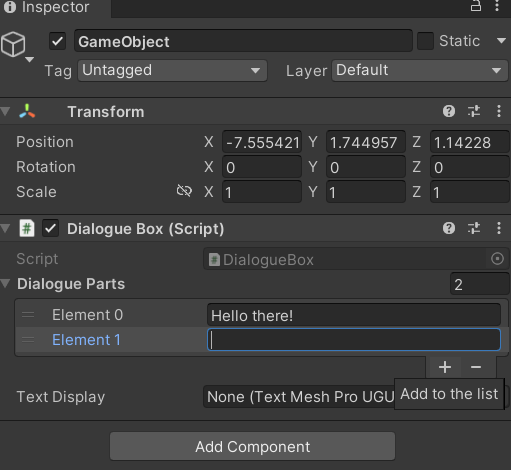 Inspector
GameObject Static
Tag Untagged Layer Default
Transform
Position X -7.555421 Y 1.744957 Z 1.14228
Rotation X 0 Y 0 Z 0
Scale X 1 Y 1 Z 1
# Dialogue Box (Script)
Script # DialogueBox
Dialogue Parts 2
Element 0 Hello there!
Element 1
+ −
Text Display None (Text Mesh Pro UGU
Add to the list
Add Component